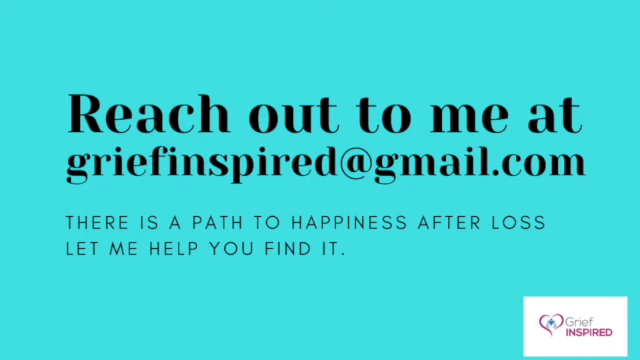 Reach out to me at
griefinspired@gmail.com
THERE IS A PATH TO HAPPINESS AFTER LOSS
LET ME HELP YOU FIND IT.
Grief
INSPIRED